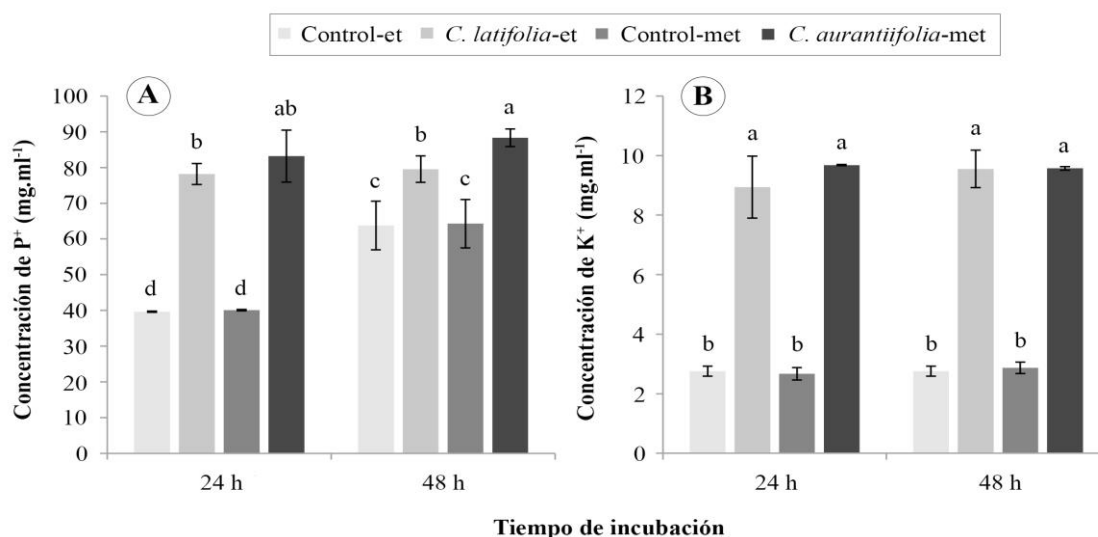 Control-et C. latifolia-et Control-met C. aurantiifolia-met
A
Concentración de P+ (mg.ml-1)
100
90
80
70
60
50
40
30
20
10
0
d b d ab
c b c a
24 h 48 h
B
Concentración de K+ (mg.ml-1)
12
10
8
6
4
2
0
b a b a
b a b a
24 h 48 h
Tiempo de incubación